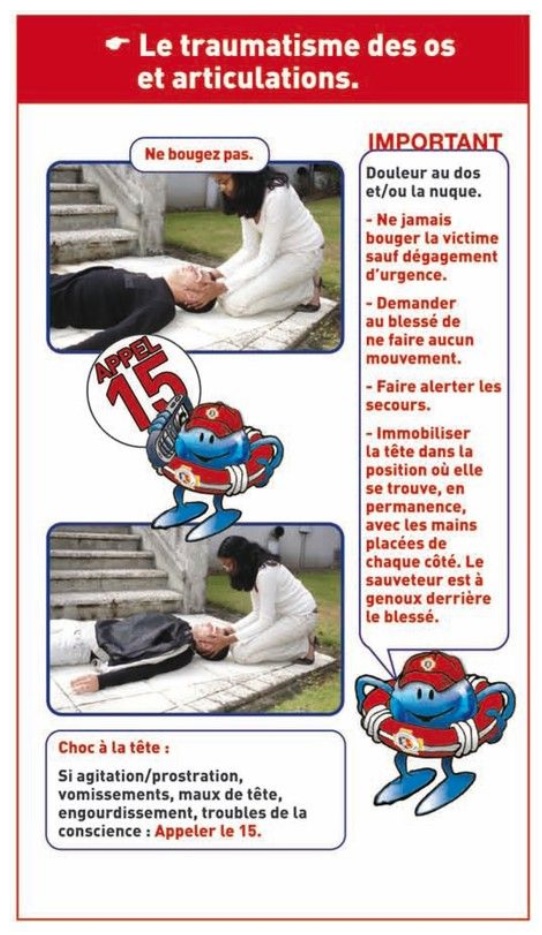 Le traumatisme des os
et articulations.
Ne bougez pas.
APPEL
15
IMPORTANT
Douleur au dos
et/ou la nuque.
- Ne jamais
bouger la victime
sauf dégagement
d'urgence.
- Demander
au blessé de
ne faire aucun
mouvement.
- Faire alerter les
secours.
- Immobiliser
la tête dans la
position où elle
se trouve, en
permanence,
avec les mains
placées de
chaque côté. Le
sauveteur est à
genoux derrière
le blessé.
Choc à la tête :
Si agitation/prostration,
vomissements, maux de tête,
engourdissement, troubles de la
conscience : Appeler le 15.